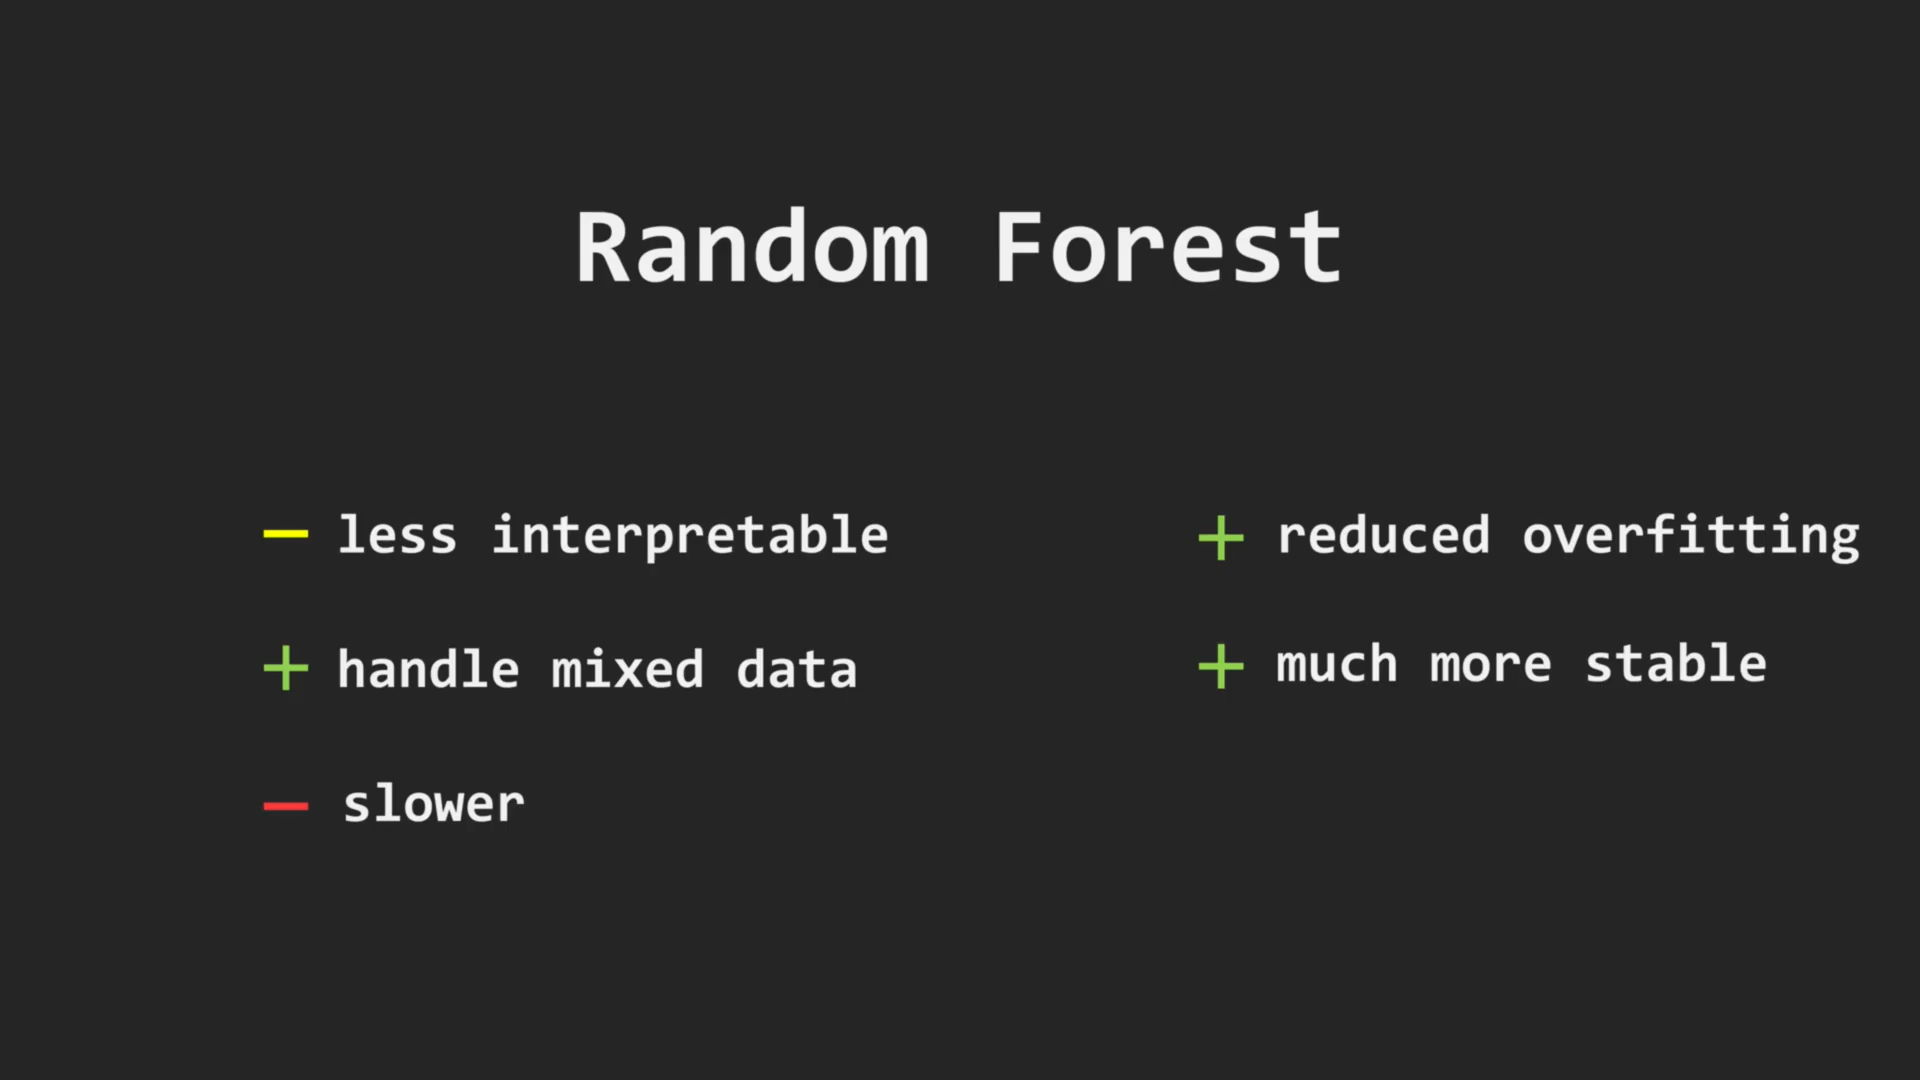 Random Forest
− less interpretable
+ handle mixed data
− slower
+ reduced overfitting
+ much more stable